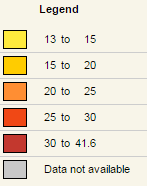 Legend
13 to 15
15 to 20
20 to 25
25 to 30
30 to 41.6
Data not available